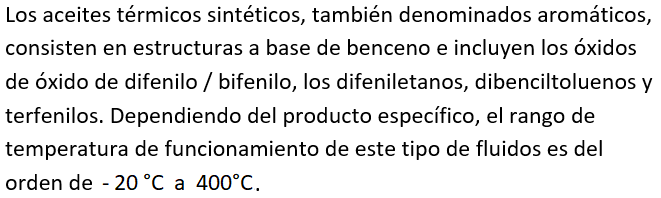 Los aceites térmicos sintéticos, también denominados aromáticos,
consisten en estructuras a base de benceno e incluyen los óxidos
de óxido de difenilo / bifenilo, los difeniletanos, dibenciltoluenos y
terfenilos. Dependiendo del producto específico, el rango de
temperatura de funcionamiento de este tipo de fluidos es del
orden de - 20 °C a 400°C.